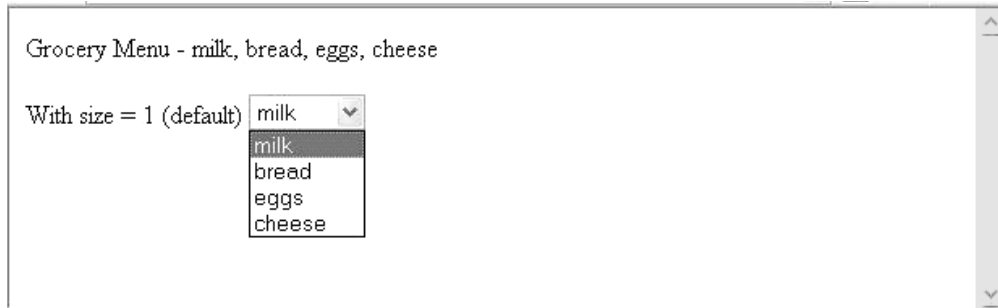 Grocery Menu - milk, bread, eggs, cheese
With size = 1 (default) milk
milk
bread
eggs
cheese